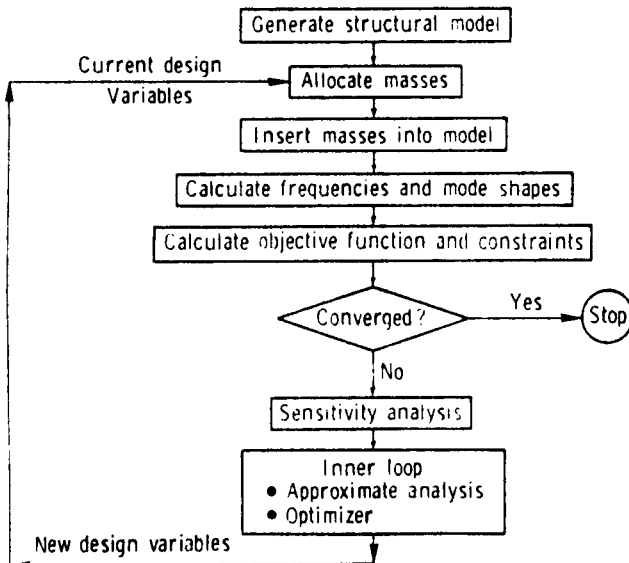 Generate structural model
Current design
Variables
Allocate masses
Insert masses into model
Calculate frequencies and mode shapes
Calculate objective function and constraints
Converged?
Yes
Stop
No
Sensitivity analysis
Inner loop
• Approximate analysis
• Optimizer
New design variables